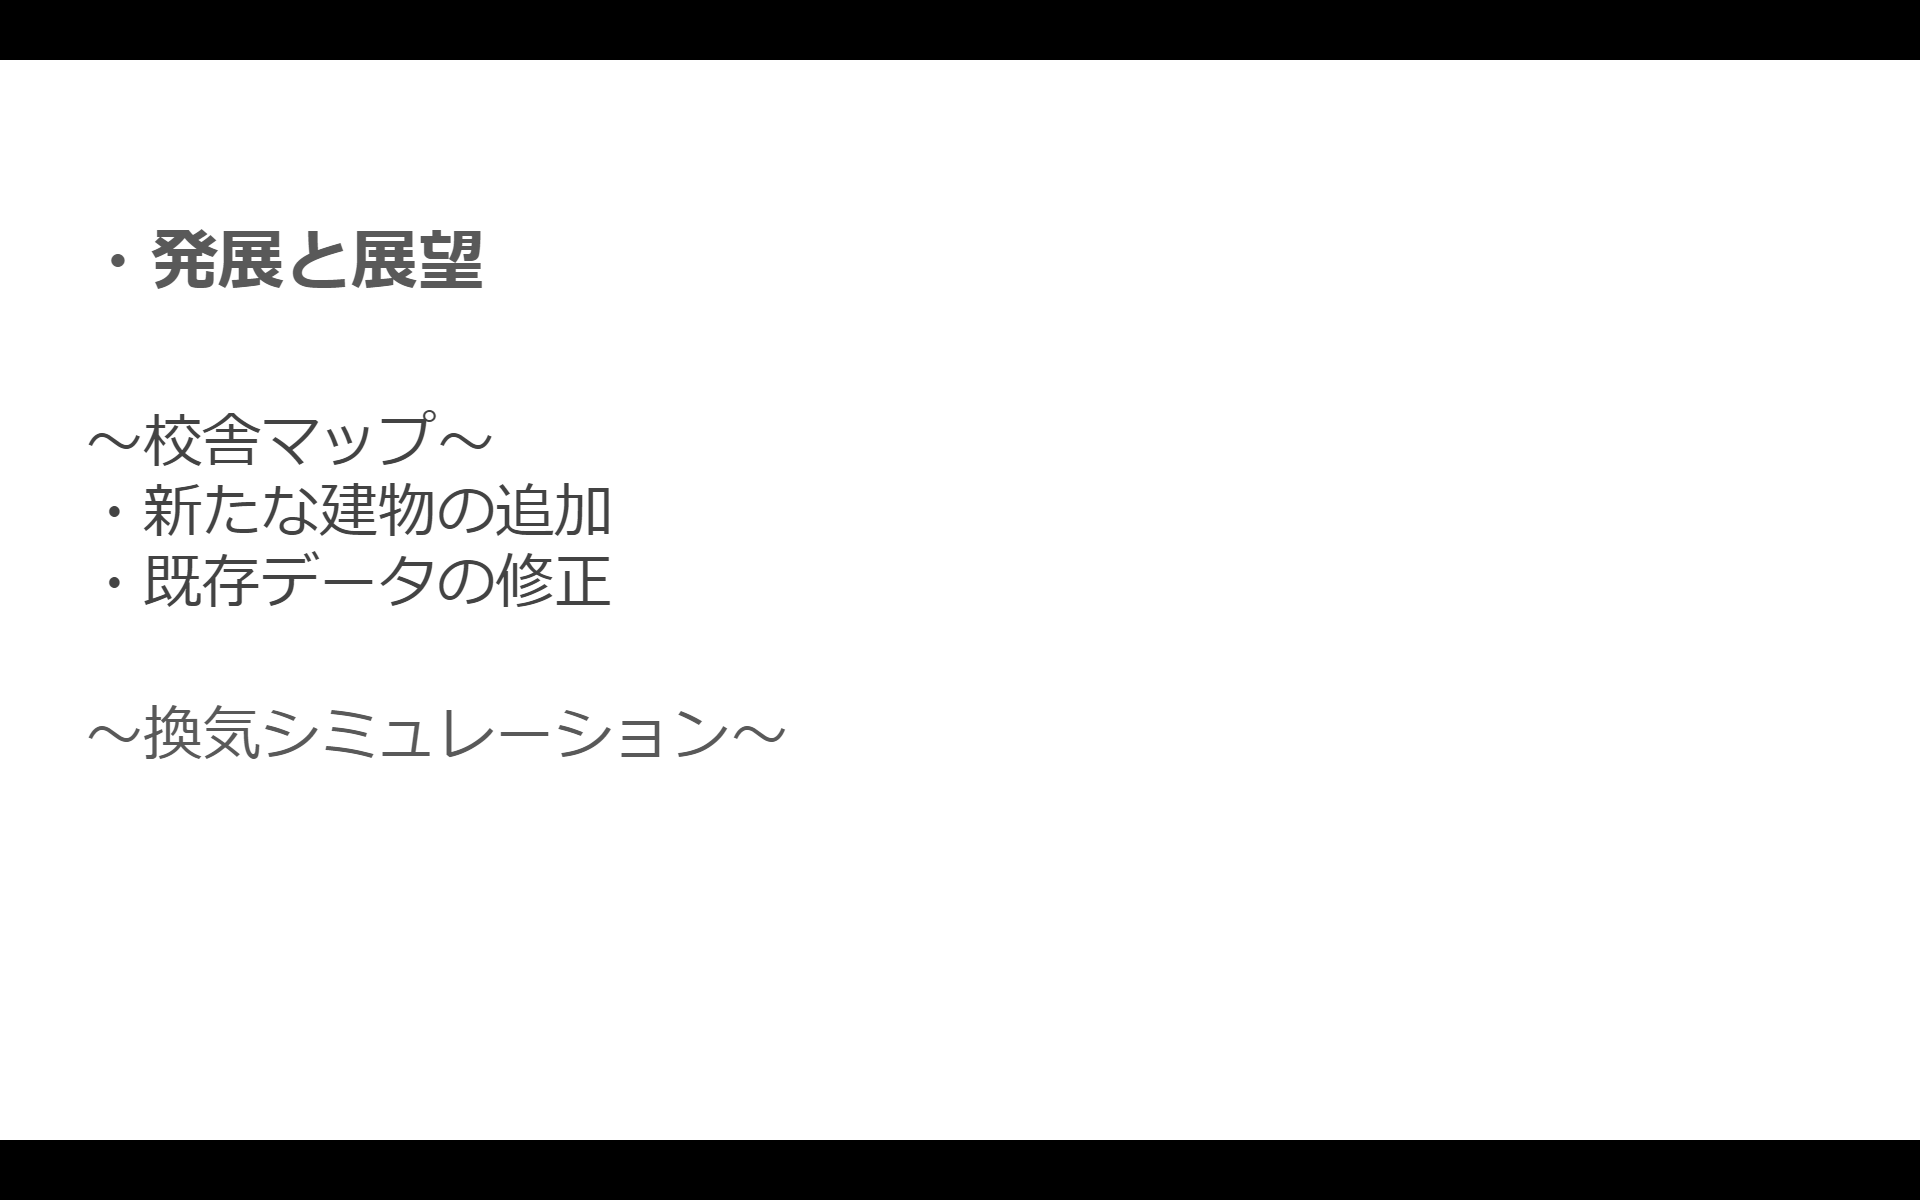 ・発展と展望
～校舎マップ～
・新たな建物の追加
・既存データの修正
～換気シミュレーション～